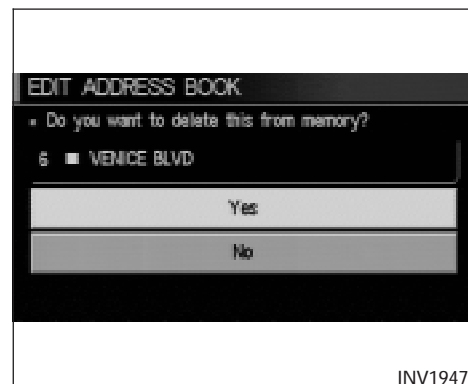 EDIT ADDRESS BOOK
▪ Do you want to delete this from memory?
6 ■ VENICE BLVD
Yes
No
INV1947